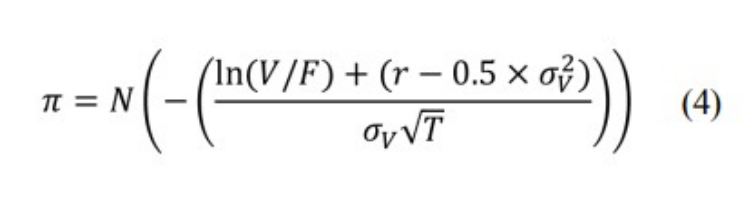 π = N(−((ln(V/F) + (r − 0.5 × σ_V^2))/(σ_V√T))) (4)